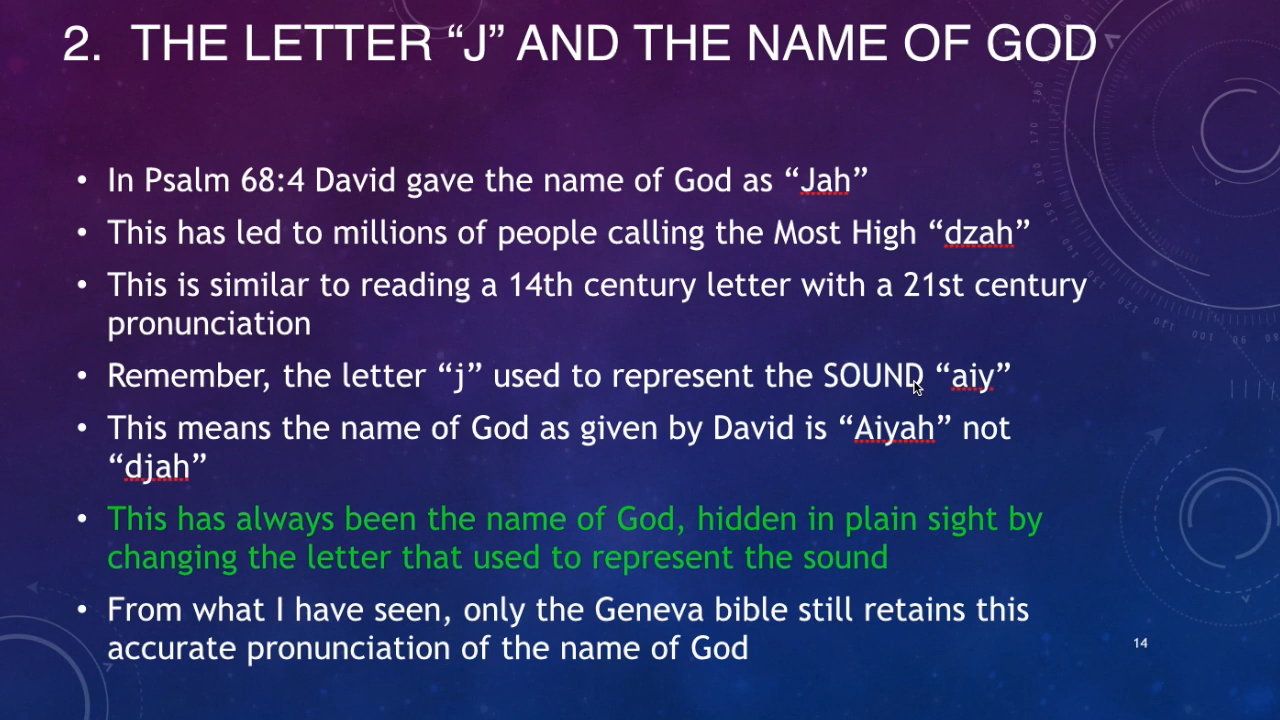 2. THE LETTER “J” AND THE NAME OF GOD
• In Psalm 68:4 David gave the name of God as “Jah”
• This has led to millions of people calling the Most High “dzah”
• This is similar to reading a 14th century letter with a 21st century
pronunciation
• Remember, the letter “j” used to represent the SOUND “aiy”
• This means the name of God as given by David is “Aiyah” not
“djah”
• This has always been the name of God, hidden in plain sight by
changing the letter that used to represent the sound
• From what I have seen, only the Geneva bible still retains this
accurate pronunciation of the name of God
14